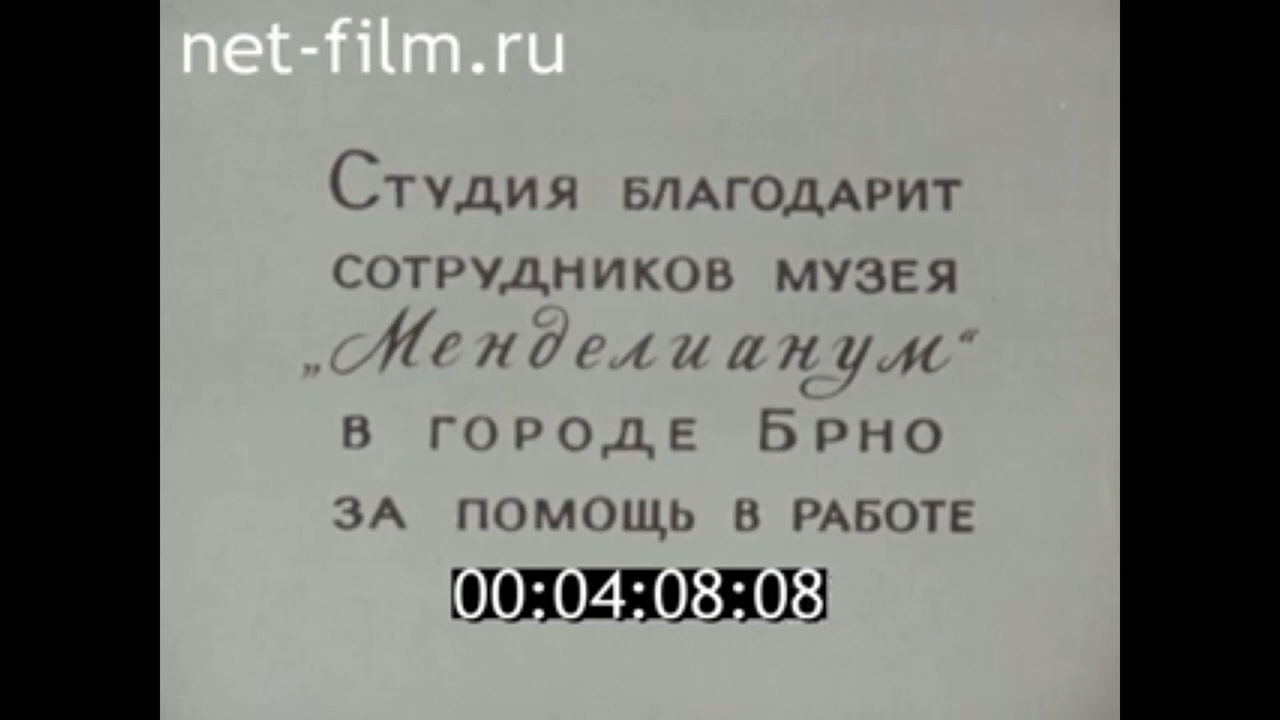 net-film.ru
Студия благодарит
сотрудников музея
„Менделианум“
в городе Брно
за помощь в работе
00:04:08:08